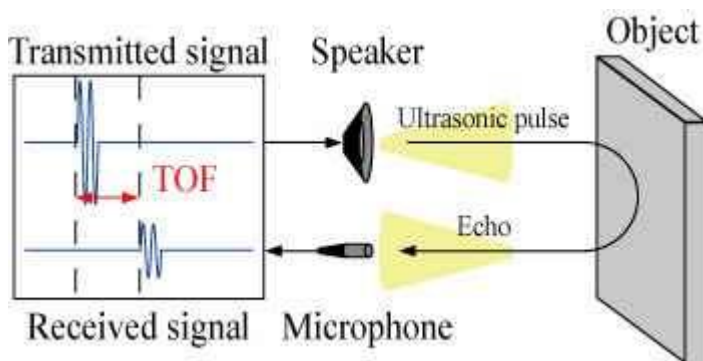 Object
Transmitted signal
Speaker
Ultrasonic pulse
TOF
Echo
Received signal
Microphone